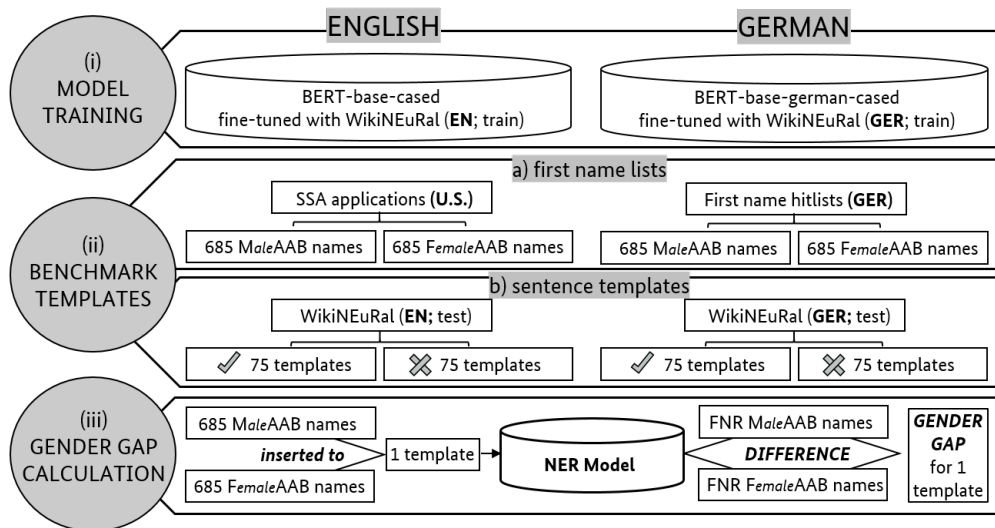 ENGLISH
GERMAN
(i)
MODEL
TRAINING
BERT-base-cased
fine-tuned with WikiNEuRal (EN; train)
BERT-base-german-cased
fine-tuned with WikiNEuRal (GER; train)
(ii)
BENCHMARK
TEMPLATES
a) first name lists
SSA applications (U.S.)
685 MaleAAB names
685 FemaleAAB names
First name hitlists (GER)
685 MaleAAB names
685 FemaleAAB names
b) sentence templates
WikiNEuRal (EN; test)
75 templates
75 templates
WikiNEuRal (GER; test)
75 templates
75 templates
(iii)
GENDER GAP
CALCULATION
685 MaleAAB names
inserted to
685 FemaleAAB names
1 template
NER Model
FNR MaleAAB names
DIFFERENCE
FNR FemaleAAB names
GENDER
GAP
for 1
template